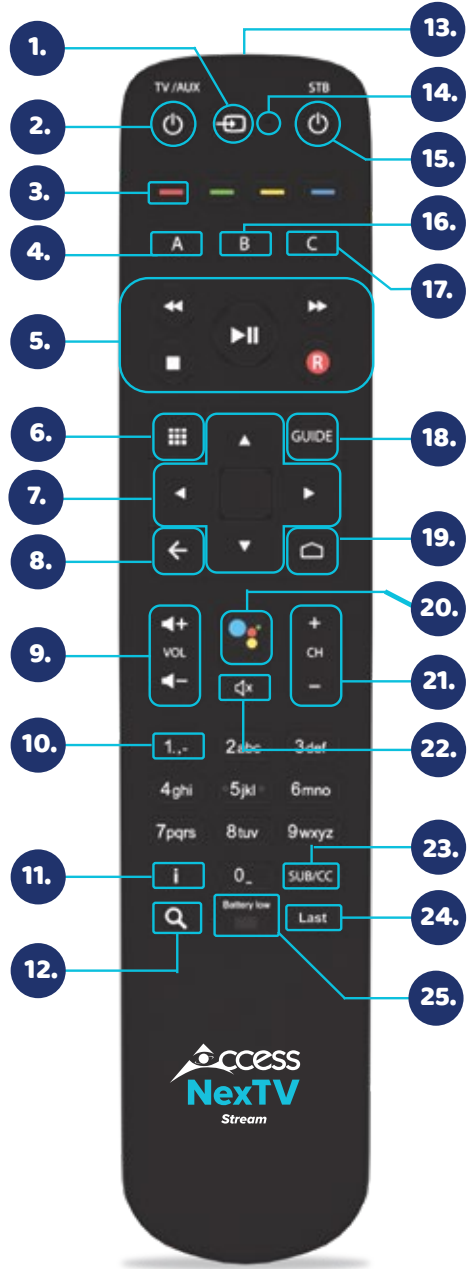 1.
13.
TV/AUX
STB
14.
2.
15.
3.
16.
4.
A
B
C
17.
5.
R
6.
GUIDE
18.
7.
8.
19.
20.
9.
VOL
CH
21.
10.
1.,-
2abc
3def
22.
4ghi
5jkl
6mno
7pqrs
8tuv
9wxyz
23.
11.
i
0_
SUB/CC
Battery low
Last
24.
12.
25.
Access
NexTV
Stream